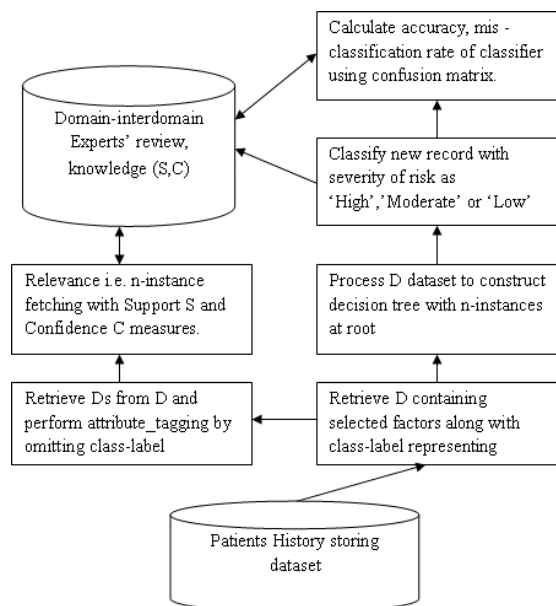 Calculate accuracy, mis -
classification rate of classifier
using confusion matrix.
Domain-interdomain
Experts’ review,
knowledge (S,C)
Classify new record with
severity of risk as
‘High’,’Moderate’ or ‘Low’
Relevance i.e. n-instance
fetching with Support S and
Confidence C measures.
Process D dataset to construct
decision tree with n-instances
at root
Retrieve Ds from D and
perform attribute_tagging by
omitting class-label
Retrieve D containing
selected factors along with
class-label representing
Patients History storing
dataset